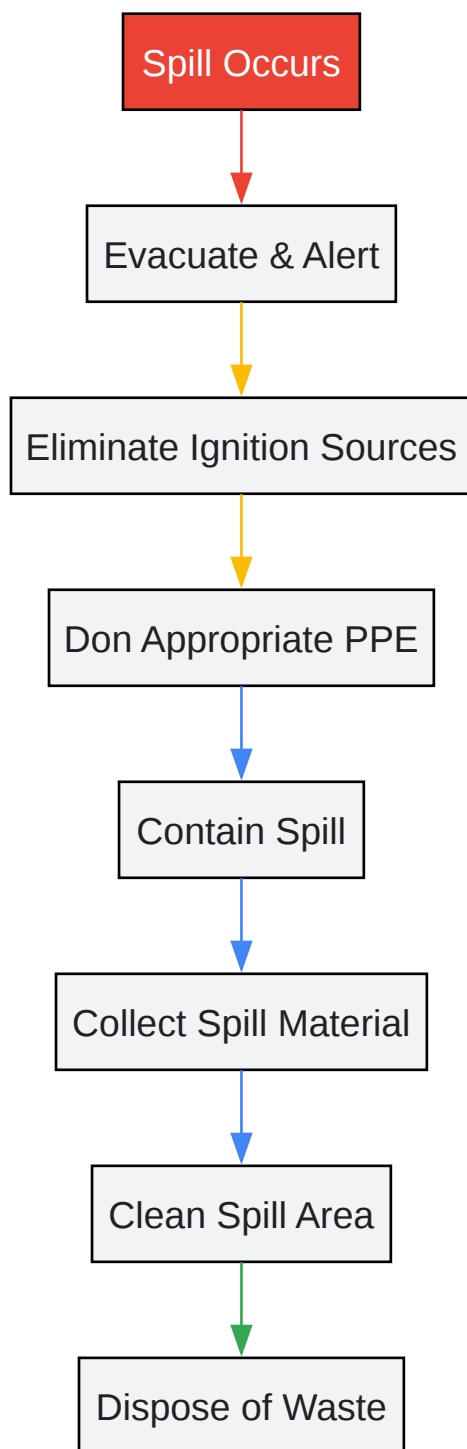 Spill Occurs
Evacuate & Alert
Eliminate Ignition Sources
Don Appropriate PPE
Contain Spill
Collect Spill Material
Clean Spill Area
Dispose of Waste